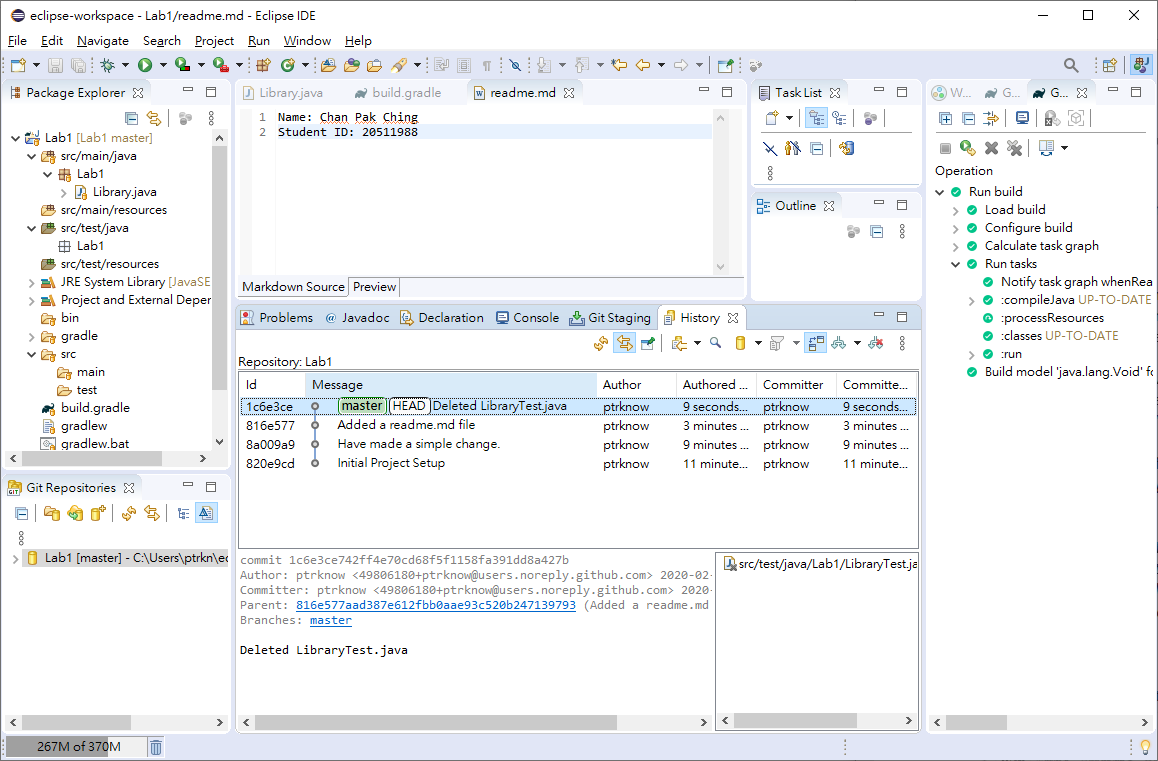 eclipse-workspace - Lab1/readme.md - Eclipse IDE
File Edit Navigate Search Project Run Window Help
Package Explorer
Lab1 [Lab1 master]
src/main/java
Lab1
Library.java
src/main/resources
src/test/java
Lab1
src/test/resources
JRE System Library [JavaSE
Project and External Deper
bin
gradle
src
main
test
build.gradle
gradlew
gradlew.bat
Git Repositories
Lab1 [master] - C:\Users\ptrkn\ec
Library.java build.gradle readme.md
1 Name: Chan Pak Ching
2 Student ID: 20511988
Markdown Source Preview
Task List
Outline
W... G... G...
Operation
Run build
Load build
Configure build
Calculate task graph
Run tasks
Notify task graph whenRea
:compileJava UP-TO-DATE
:processResources
:classes UP-TO-DATE
:run
Build model 'java.lang.Void' fo
Problems @ Javadoc Declaration Console Git Staging History
Repository: Lab1
Id Message Author Authored ... Committer Committe...
1c6e3ce master HEAD Deleted LibraryTest.java ptrknow 9 seconds... ptrknow 9 seconds...
816e577 Added a readme.md file ptrknow 3 minutes ... ptrknow 3 minutes ...
8a009a9 Have made a simple change. ptrknow 9 minutes ... ptrknow 9 minutes ...
820e9cd Initial Project Setup ptrknow 11 minute... ptrknow 11 minute...
commit 1c6e3ce742ff4e70cd68f5f1158fa391dd8a427b
Author: ptrknow <49806180+ptrknow@users.noreply.github.com> 2020-02-
Committer: ptrknow <49806180+ptrknow@users.noreply.github.com> 2020-
Parent: 816e577aad387e612fbb0aae93c520b247139793 (Added a readme.md
Branches: master
Deleted LibraryTest.java
src/test/java/Lab1/LibraryTest.ja
267M of 370M